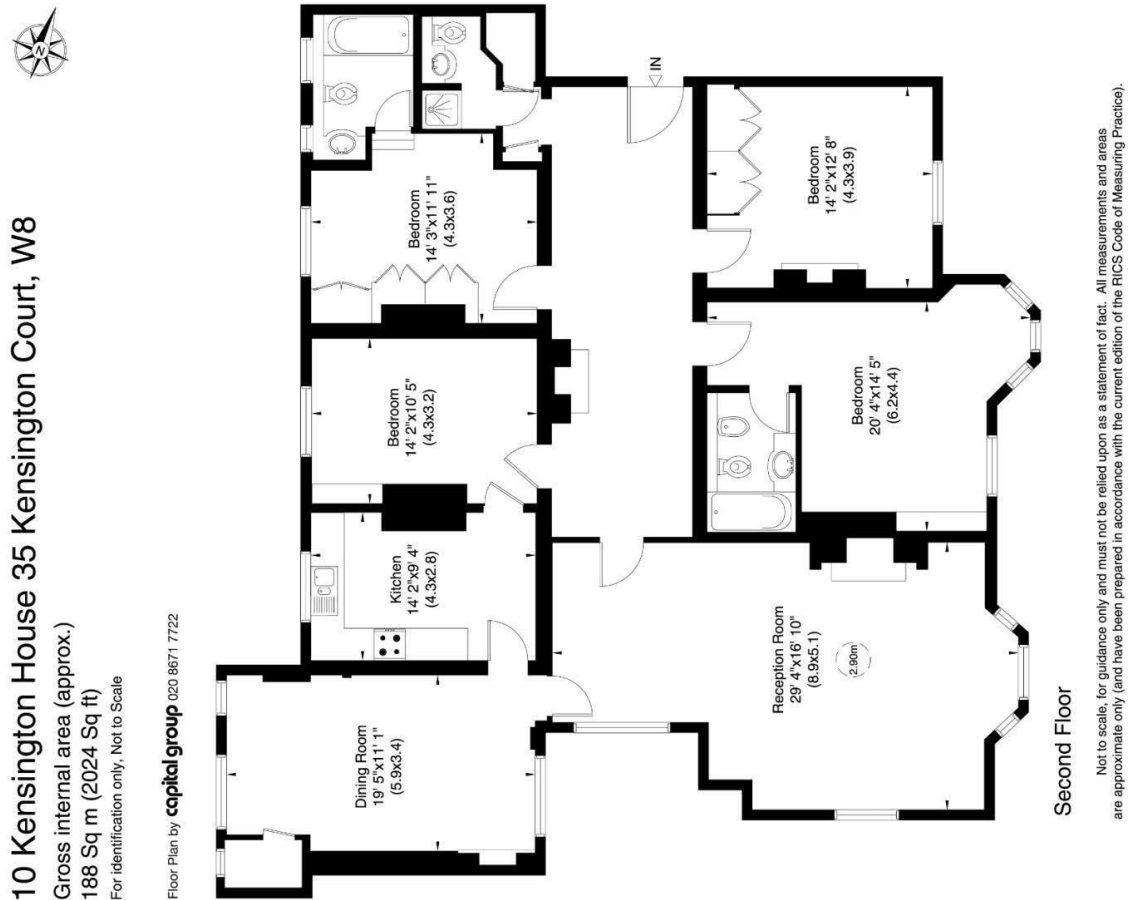 10 Kensington House 35 Kensington Court, W8
Gross internal area (approx.)
188 Sq m (2024 Sq ft)
For identification only, Not to Scale
Floor Plan by capital group 020 8671 7722
N
Dining Room
19' 5"x11' 1"
(5.9x3.4)
Kitchen
14' 2"x9' 4"
(4.3x2.8)
Bedroom
14' 2"x10' 5"
(4.3x3.2)
Bedroom
14' 3"x11' 11"
(4.3x3.6)
IN
Reception Room
29' 4"x16' 10"
(8.9x5.1)
2.90m
Bedroom
20' 4"x14' 5"
(6.2x4.4)
Bedroom
14' 2"x12' 8"
(4.3x3.9)
Second Floor
Not to scale, for guidance only and must not be relied upon as a statement of fact. All measurements and areas
are approximate only (and have been prepared in accordance with the current edition of the RICS Code of Measuring Practice).